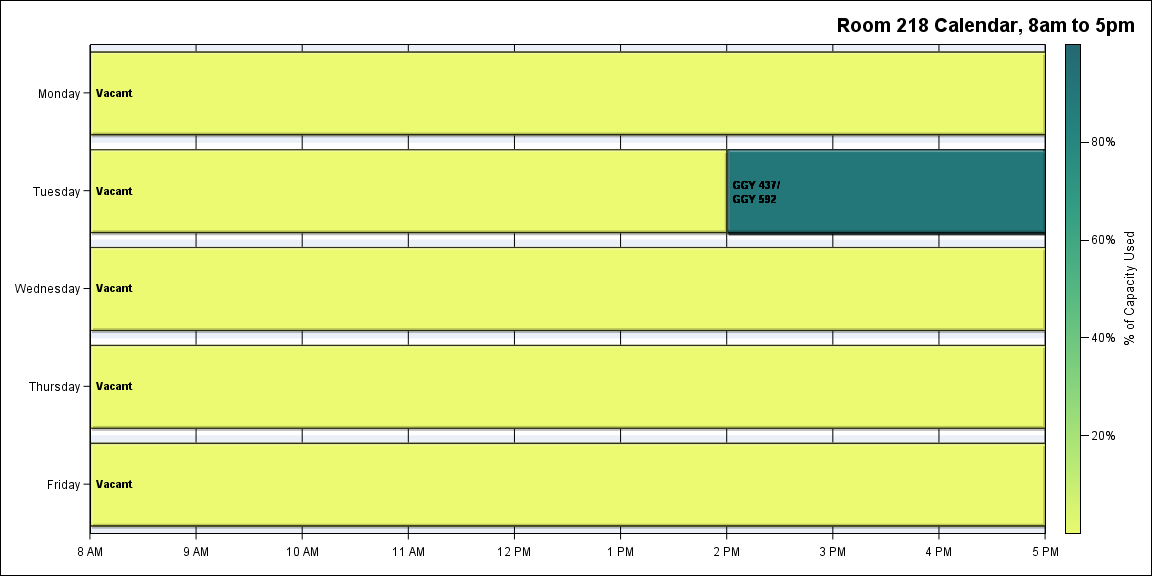 Room 218 Calendar, 8am to 5pm
Monday
Vacant
Tuesday
Vacant
GGY 437/
GGY 592
Wednesday
Vacant
Thursday
Vacant
Friday
Vacant
8 AM
9 AM
10 AM
11 AM
12 PM
1 PM
2 PM
3 PM
4 PM
5 PM
80%
60%
40%
20%
% of Capacity Used